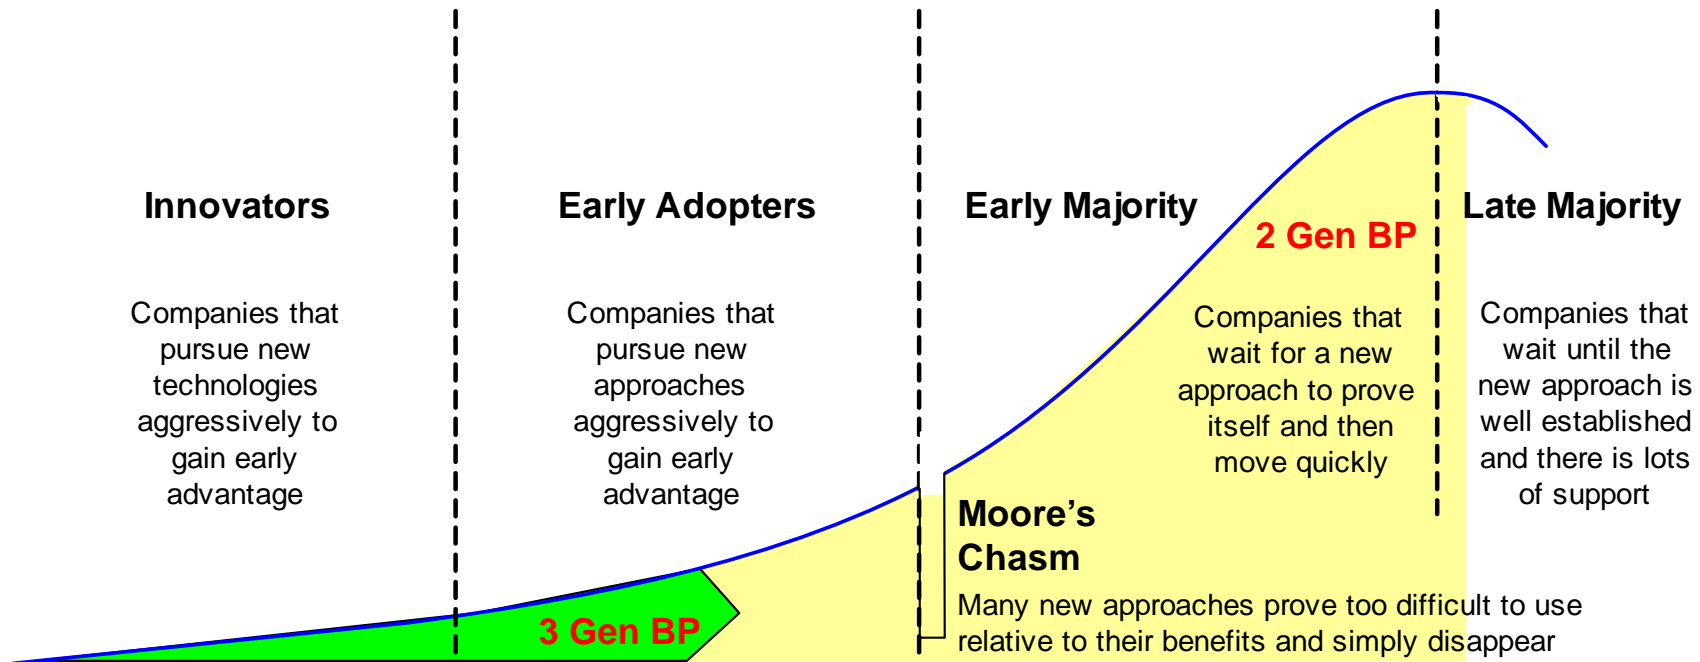 Innovators
Early Adopters
Early Majority
Late Majority
2 Gen BP
Companies that
pursue new
technologies
aggressively to
gain early
advantage
Companies that
pursue new
approaches
aggressively to
gain early
advantage
Companies that
wait for a new
approach to prove
itself and then
move quickly
Companies that
wait until the
new approach is
well established
and there is lots
of support
Moore's
Chasm
Many new approaches prove too difficult to use
relative to their benefits and simply disappear
3 Gen BP